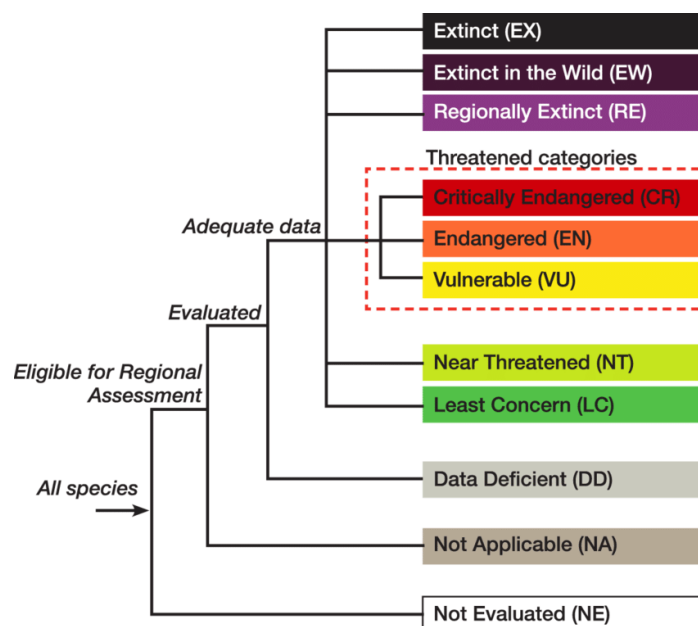 Extinct (EX)
Extinct in the Wild (EW)
Regionally Extinct (RE)
Threatened categories
Critically Endangered (CR)
Adequate data
Endangered (EN)
Vulnerable (VU)
Evaluated
Eligible for Regional
Assessment
Near Threatened (NT)
Least Concern (LC)
All species
Data Deficient (DD)
Not Applicable (NA)
Not Evaluated (NE)